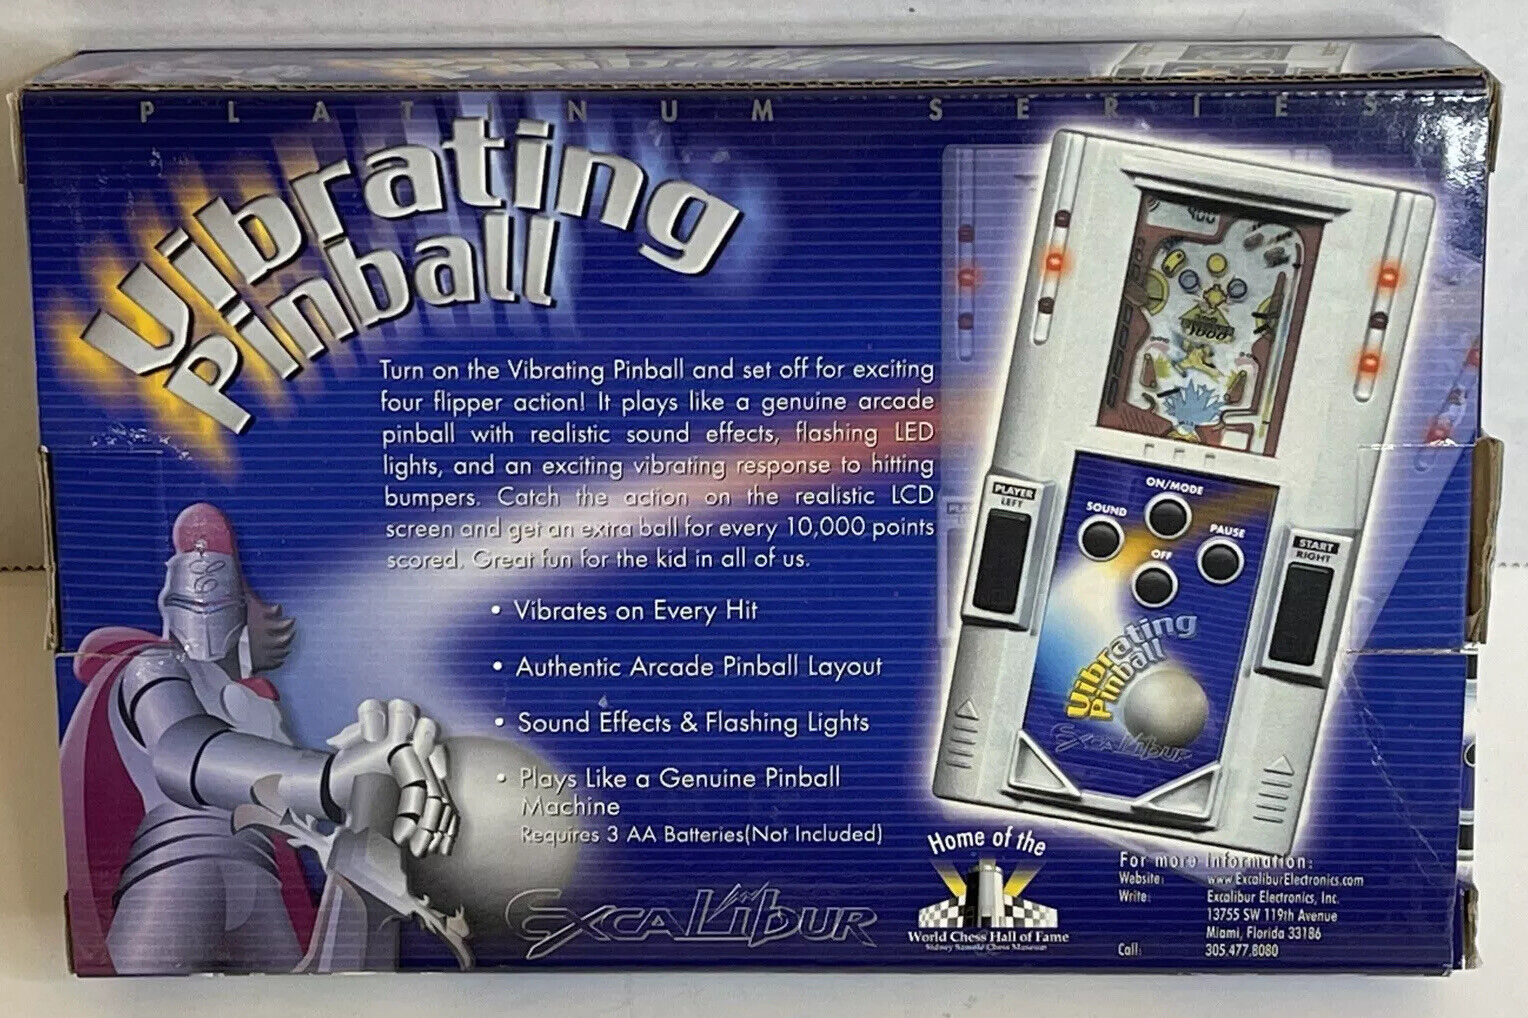 PLATINUM SERIES
Vibrating
Pinball
Turn on the Vibrating Pinball and set off for exciting
four flipper action! It plays like a genuine arcade
pinball with realistic sound effects, flashing LED
lights, and an exciting vibrating response to hitting
bumpers. Catch the action on the realistic LCD
screen and get an extra ball for every 10,000 points
scored. Great fun for the kid in all of us.
• Vibrates on Every Hit
• Authentic Arcade Pinball Layout
• Sound Effects & Flashing Lights
• Plays Like a Genuine Pinball
Machine
Requires 3 AA Batteries(Not Included)
EXCALIBUR
400
1000
PLAYER
LEFT
SOUND
ON/MODE
OFF
PAUSE
START
RIGHT
Vibrating
Pinball
EXCALIBUR
Home of the
World Chess Hall of Fame
Sidney Samole Chess Museum
For more Information:
Website: www.ExcaliburElectronics.com
Write: Excalibur Electronics, Inc.
13755 SW 119th Avenue
Miami, Florida 33186
Call: 305.477.8080